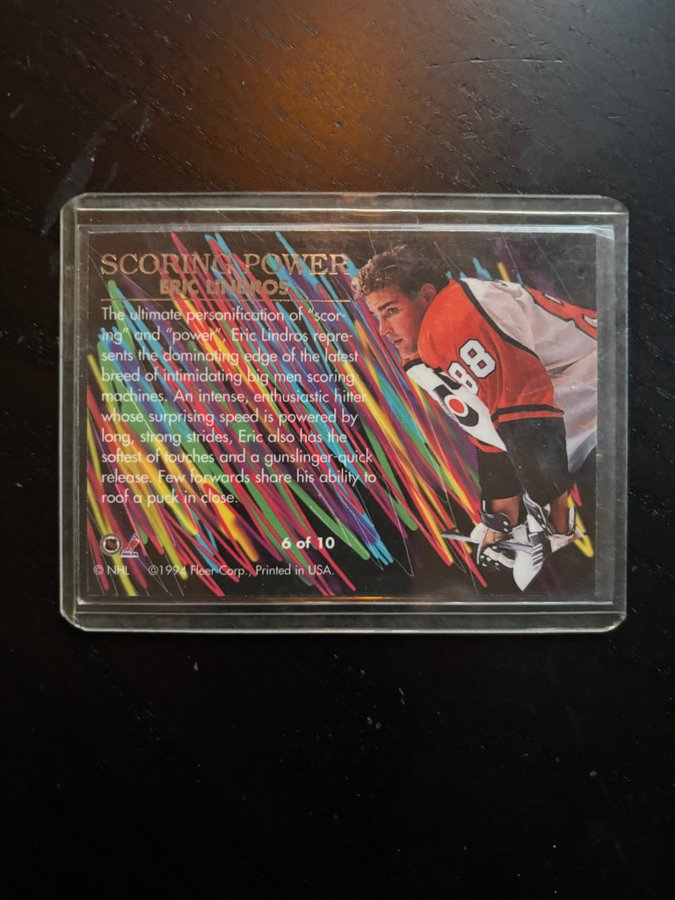 SCORING POWER
ERIC LINDROS
The ultimate personification of "scor-
ing" and "power", Eric Lindros repre-
sents the dominating edge of the latest
breed of intimidating big men scoring
machines. An intense, enthusiastic hitter
whose surprising speed is powered by
long, strong strides, Eric also has the
softest of touches and a gunslinger-quick
release. Few forwards share his ability to
roof a puck in close.
6 of 10
© NHL ©1994 Fleer Corp., Printed in USA.
88